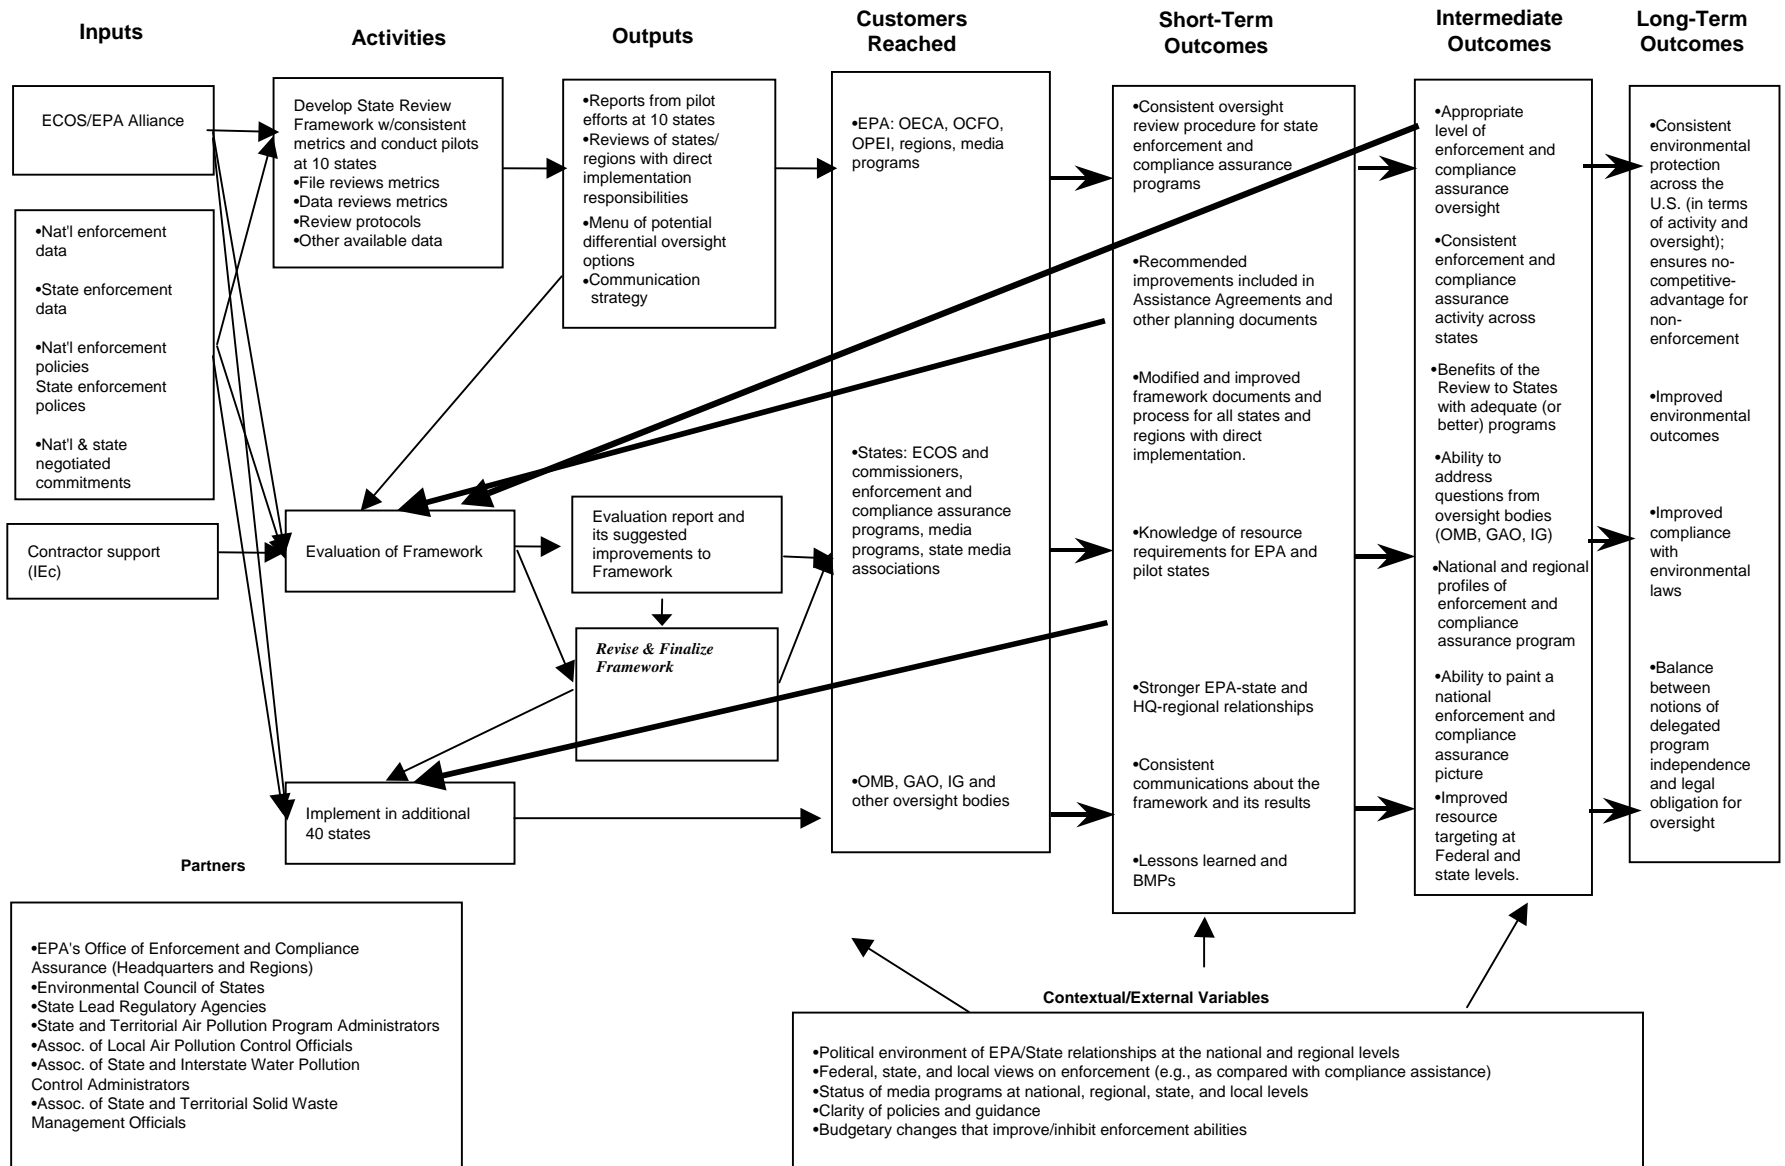 Inputs
Activities
Outputs
Customers
Reached
Short-Term
Outcomes
Intermediate
Outcomes
Long-Term
Outcomes
ECOS/EPA Alliance
•Nat'l enforcement
data
•State enforcement
data
•Nat'l enforcement
policies
State enforcement
polices
•Nat'l & state
negotiated
commitments
Contractor support
(IEc)
Develop State Review
Framework w/consistent
metrics and conduct pilots
at 10 states
•File reviews metrics
•Data reviews metrics
•Review protocols
•Other available data
Evaluation of Framework
Implement in additional
40 states
•Reports from pilot
efforts at 10 states
•Reviews of states/
regions with direct
implementation
responsibilities
•Menu of potential
differential oversight
options
•Communication
strategy
Evaluation report and
its suggested
improvements to
Framework
Revise & Finalize
Framework
•EPA: OECA, OCFO,
OPEI, regions, media
programs
•States: ECOS and
commissioners,
enforcement and
compliance assurance
programs, media
programs, state media
associations
•OMB, GAO, IG and
other oversight bodies
•Consistent oversight
review procedure for state
enforcement and
compliance assurance
programs
•Recommended
improvements included in
Assistance Agreements and
other planning documents
•Modified and improved
framework documents and
process for all states and
regions with direct
implementation.
•Knowledge of resource
requirements for EPA and
pilot states
•Stronger EPA-state and
HQ-regional relationships
•Consistent
communications about the
framework and its results
•Lessons learned and
BMPs
•Appropriate
level of
enforcement and
compliance
assurance
oversight
•Consistent
enforcement and
compliance
assurance
activity across
states
•Benefits of the
Review to States
with adequate (or
better) programs
•Ability to
address
questions from
oversight bodies
(OMB, GAO, IG)
•National and regional
profiles of
enforcement and
compliance
assurance program
•Ability to paint a
national
enforcement and
compliance
assurance
picture
•Improved
resource
targeting at
Federal and
state levels.
•Consistent
environmental
protection
across the
U.S. (in terms
of activity and
oversight);
ensures no-
competitive-
advantage for
non-
enforcement
•Improved
environmental
outcomes
•Improved
compliance
with
environmental
laws
•Balance
between
notions of
delegated
program
independence
and legal
obligation for
oversight
Partners
•EPA's Office of Enforcement and Compliance
Assurance (Headquarters and Regions)
•Environmental Council of States
•State Lead Regulatory Agencies
•State and Territorial Air Pollution Program Administrators
•Assoc. of Local Air Pollution Control Officials
•Assoc. of State and Interstate Water Pollution
Control Administrators
•Assoc. of State and Territorial Solid Waste
Management Officials
Contextual/External Variables
•Political environment of EPA/State relationships at the national and regional levels
•Federal, state, and local views on enforcement (e.g., as compared with compliance assistance)
•Status of media programs at national, regional, state, and local levels
•Clarity of policies and guidance
•Budgetary changes that improve/inhibit enforcement abilities